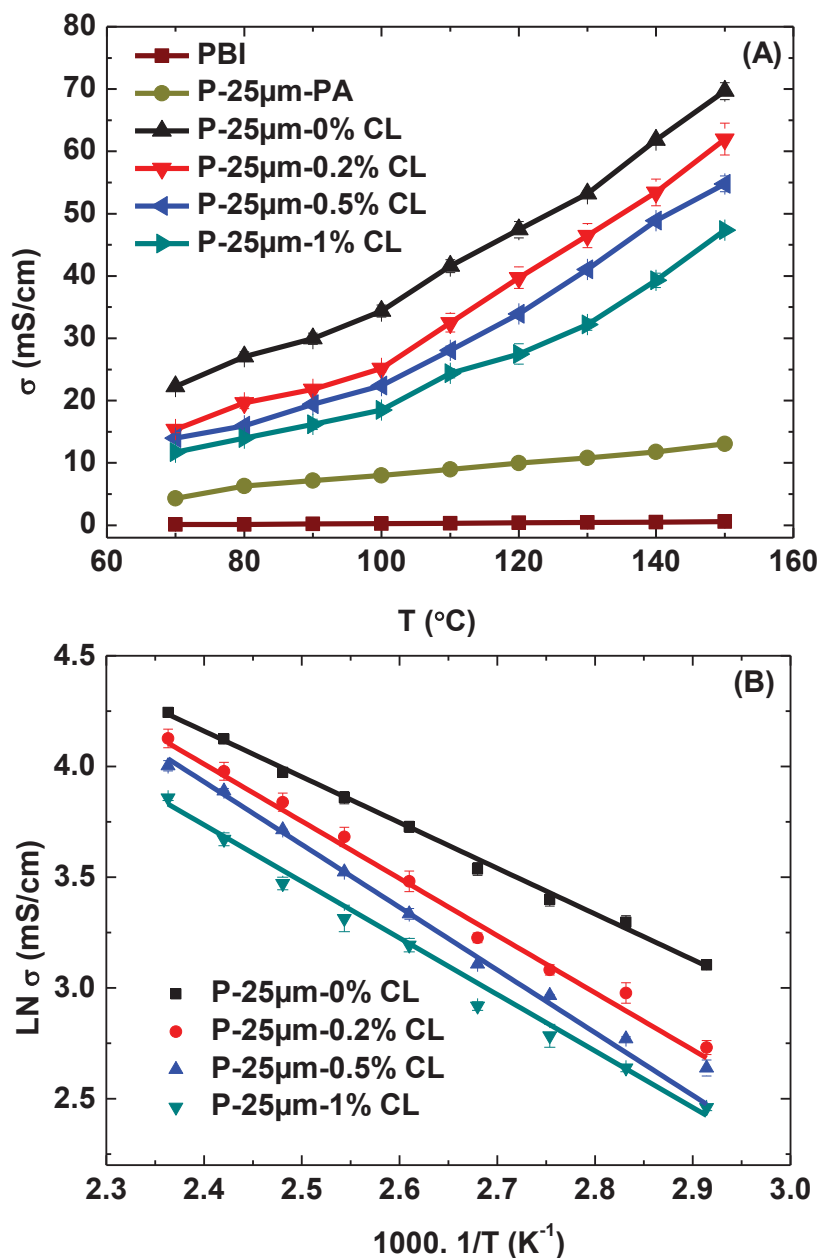 80
(A)
PBI
70
P-25µm-PA
60
P-25µm-0% CL
P-25µm-0.2% CL
50
P-25µm-0.5% CL
40
P-25µm-1% CL
σ (mS/cm)
30
20
10
0
60 80 100 120 140 160
T (°C)
4.5
(B)
4.0
3.5
LN σ (mS/cm)
3.0
P-25µm-0% CL
P-25µm-0.2% CL
P-25µm-0.5% CL
2.5
P-25µm-1% CL
2.3 2.4 2.5 2.6 2.7 2.8 2.9 3.0
1000. 1/T (K⁻¹)